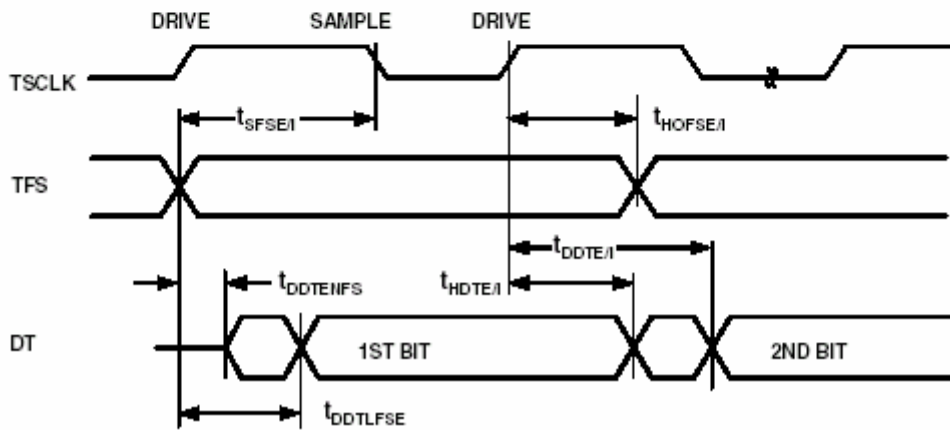 DRIVE SAMPLE DRIVE
TSCLK
tSFSE/I tHOFSE/I
TFS
tDDTE/I
tDDTENFS tHDTE/I
DT 1ST BIT 2ND BIT
tDDTLFSE